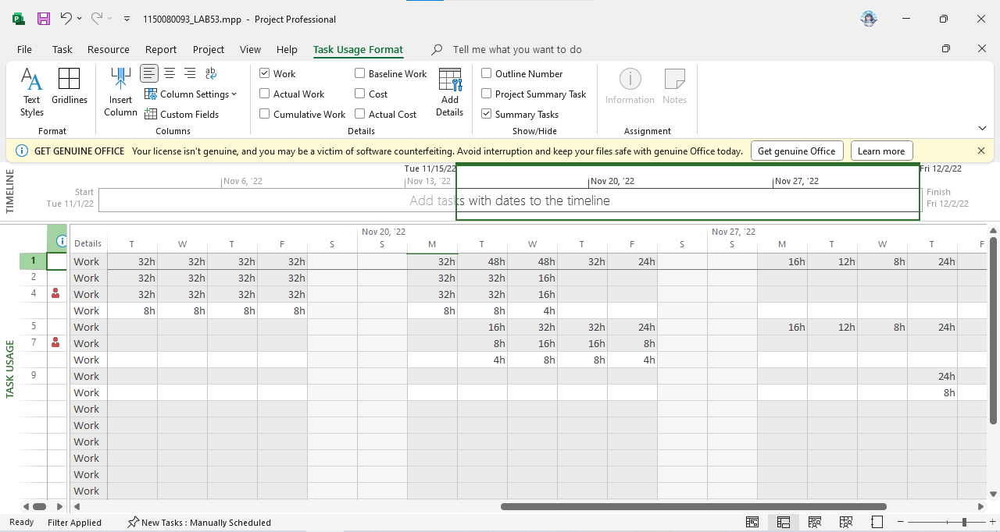 1150080093_LAB53.mpp - Project Professional
File Task Resource Report Project View Help Task Usage Format Tell me what you want to do
Text Styles
Gridlines
Format
Insert Column
Column Settings
Custom Fields
Columns
Work
Actual Work
Cumulative Work
Baseline Work
Cost
Actual Cost
Add Details
Details
Outline Number
Project Summary Task
Summary Tasks
Show/Hide
Information
Notes
Assignment
GET GENUINE OFFICE Your license isn't genuine, and you may be a victim of software counterfeiting. Avoid interruption and keep your files safe with genuine Office today. Get genuine Office Learn more
TIMELINE
Tue 11/15/22 Fri 12/2/22
Nov 6, '22 Nov 13, '22 Nov 20, '22 Nov 27, '22
Start
Tue 11/1/22
Add tasks with dates to the timeline
Finish
Fri 12/2/22
TASK USAGE
Nov 20, '22 Nov 27, '22
Details T W T F S S M T W T F S S M T W T F
1 Work 32h 32h 32h 32h 32h 48h 48h 32h 24h 16h 12h 8h 24h
2 Work 32h 32h 32h 32h 32h 32h 16h
4 Work 32h 32h 32h 32h 32h 32h 16h
Work 8h 8h 8h 8h 8h 8h 4h
5 Work 16h 32h 32h 24h 16h 12h 8h 24h
7 Work 8h 16h 16h 8h
Work 4h 8h 8h 4h
9 Work 24h
Work 8h
Work
Work
Work
Work
Work
Work
Ready Filter Applied New Tasks : Manually Scheduled